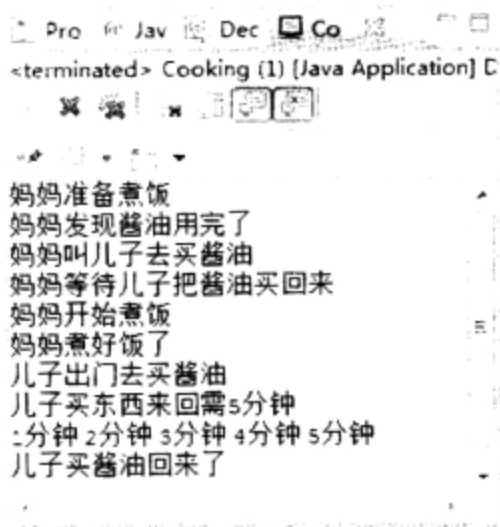 Pro Jav Dec Co
<terminated> Cooking (1) [Java Application] D
妈妈准备煮饭
妈妈发现酱油用完了
妈妈叫儿子去买酱油
妈妈等待儿子把酱油买回来
妈妈开始煮饭
妈妈煮好饭了
儿子出门去买酱油
儿子买东西来回需5分钟
1分钟 2分钟 3分钟 4分钟 5分钟
儿子买酱油回来了